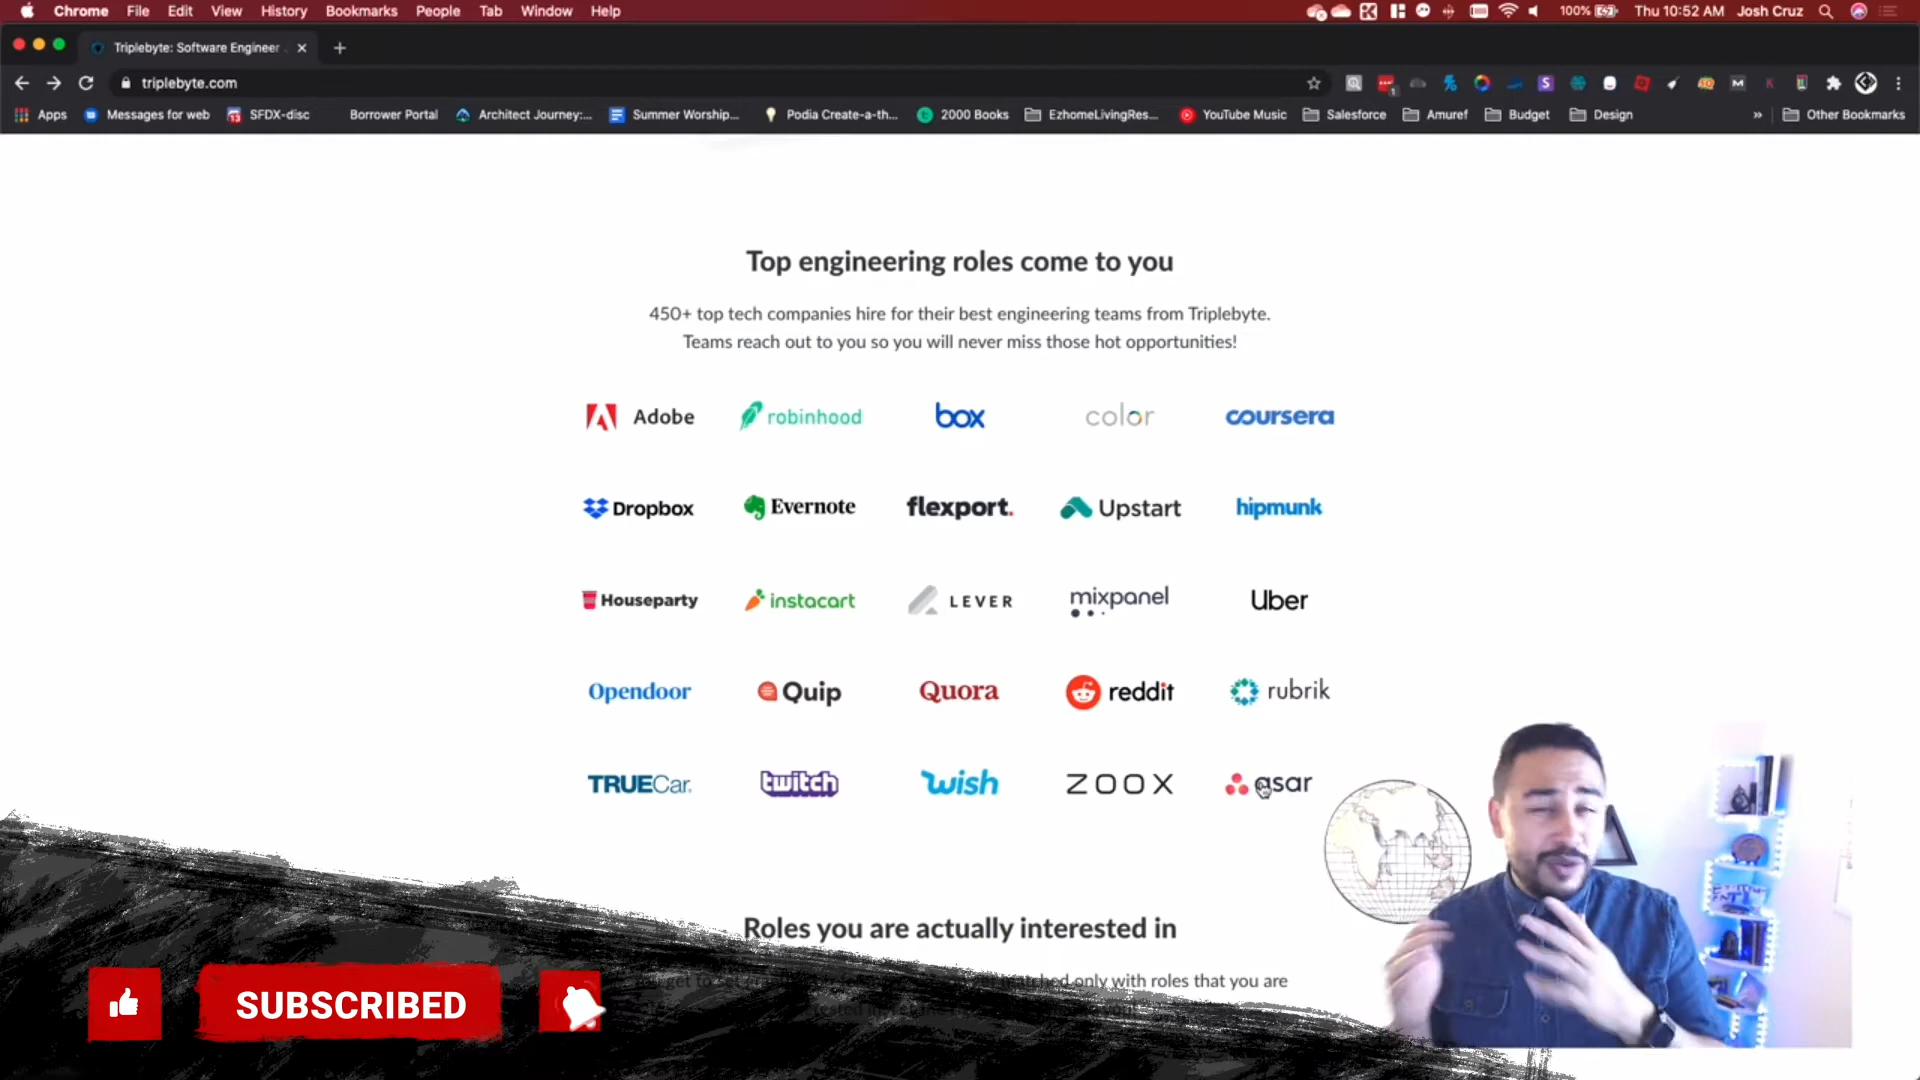 Chrome File Edit View History Bookmarks People Tab Window Help 100% Thu 10:52 AM Josh Cruz
Triplebyte: Software Engineer
triplebyte.com
Apps Messages for web SFDX-disc Borrower Portal Architect Journey:... Summer Worship... Podia Create-a-th... 2000 Books EzhomeLivingRes... YouTube Music Salesforce Amuref Budget Design » Other Bookmarks
Top engineering roles come to you
450+ top tech companies hire for their best engineering teams from Triplebyte.
Teams reach out to you so you will never miss those hot opportunities!
Adobe robinhood box color coursera
Dropbox Evernote flexport. Upstart hipmunk
Houseparty instacart LEVER mixpanel Uber
Opendoor Quip Quora reddit rubrik
TRUECar. twitch wish ZOOX asar
Roles you are actually interested in
get to matched only with roles that you are
SUBSCRIBED